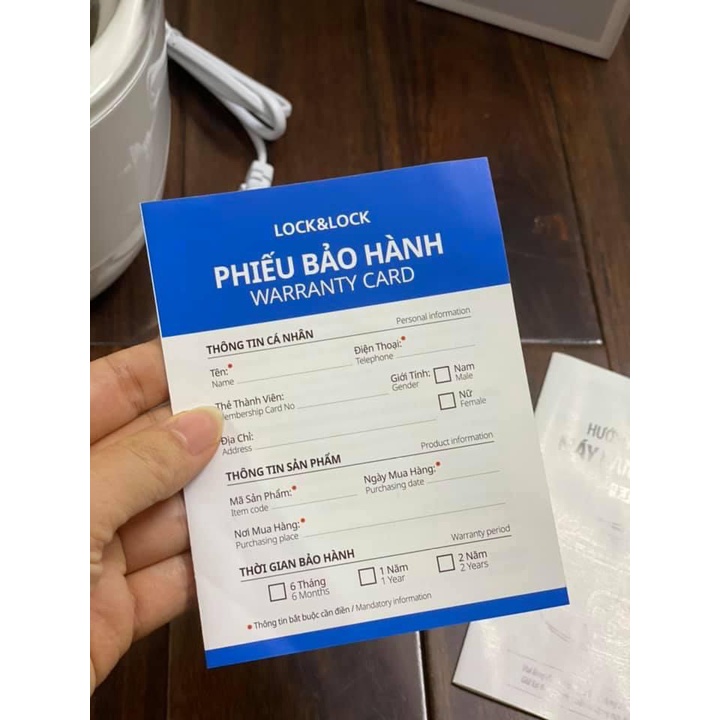 LOCK&LOCK
PHIẾU BẢO HÀNH
WARRANTY CARD
THÔNG TIN CÁ NHÂN Personal information
Tên:* Điện Thoại:*
Name Telephone
Thẻ Thành Viên: Giới Tính: Nam
Membership Card No Gender Male
Nữ
Female
Địa Chỉ:
Address
THÔNG TIN SẢN PHẨM Product information
Mã Sản Phẩm:* Ngày Mua Hàng:*
Item code Purchasing date
Nơi Mua Hàng:*
Purchasing place
THỜI GIAN BẢO HÀNH Warranty period
6 Tháng 1 Năm 2 Năm
6 Months 1 Year 2 Years
* Thông tin bắt buộc cần điền / Mandatory information